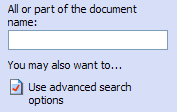 All or part of the document
name:
You may also want to...
Use advanced search
options